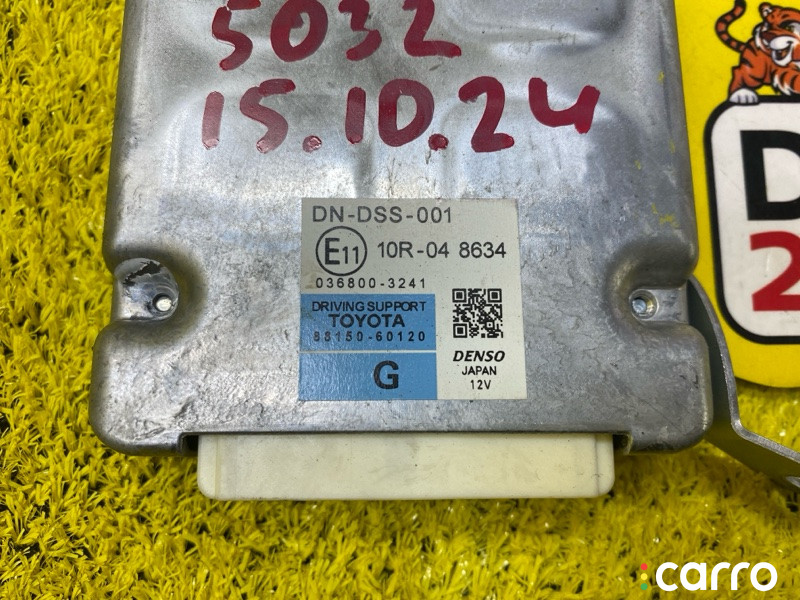 5032
15.10.24
DN-DSS-001
E11 10R-04 8634
036800-3241
DRIVING SUPPORT
TOYOTA
88150-60120
G
DENSO
JAPAN
12V
D
2
carro